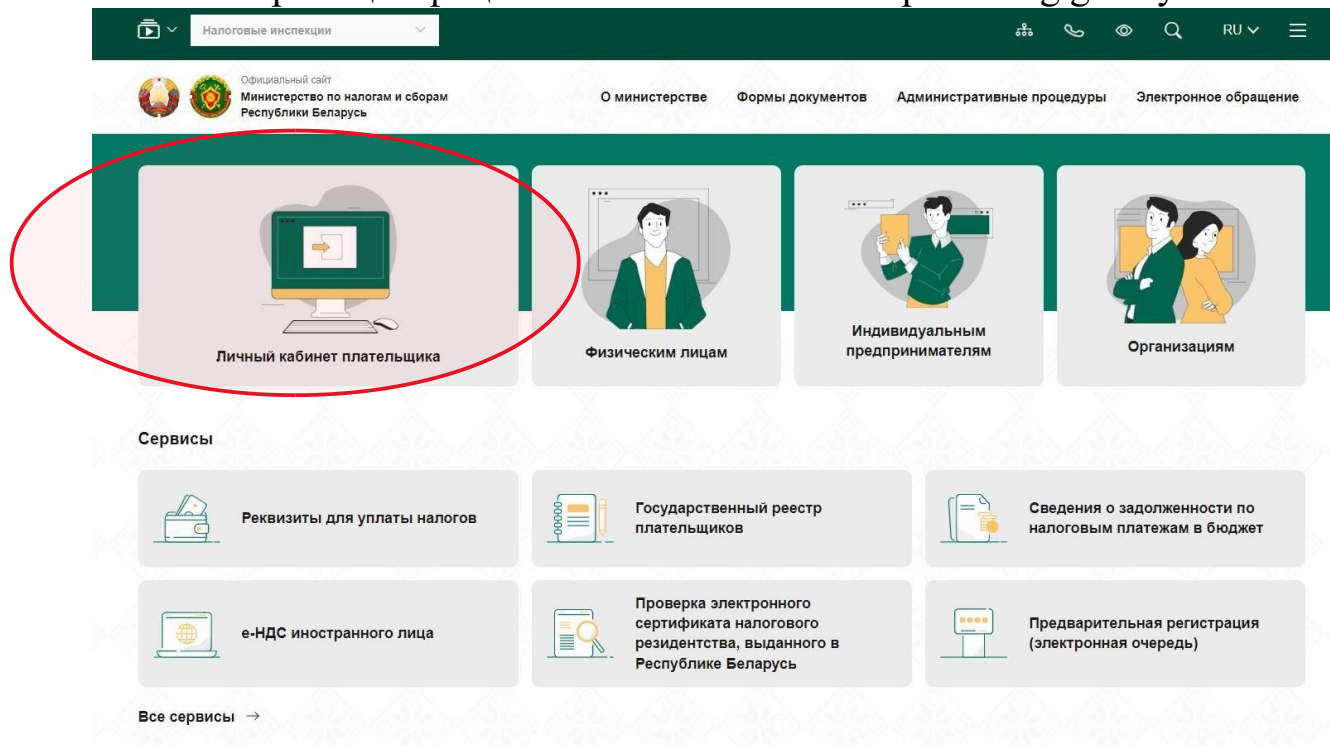 Налоговые инспекции
RU
Официальный сайт
Министерство по налогам и сборам
Республики Беларусь
О министерстве
Формы документов
Административные процедуры
Электронное обращение
Личный кабинет плательщика
Физическим лицам
Индивидуальным
предпринимателям
Организациям
Сервисы
Реквизиты для уплаты налогов
Государственный реестр
плательщиков
Сведения о задолженности по
налоговым платежам в бюджет
е-НДС иностранного лица
Проверка электронного
сертификата налогового
резидентства, выданного в
Республике Беларусь
Предварительная регистрация
(электронная очередь)
Все сервисы →